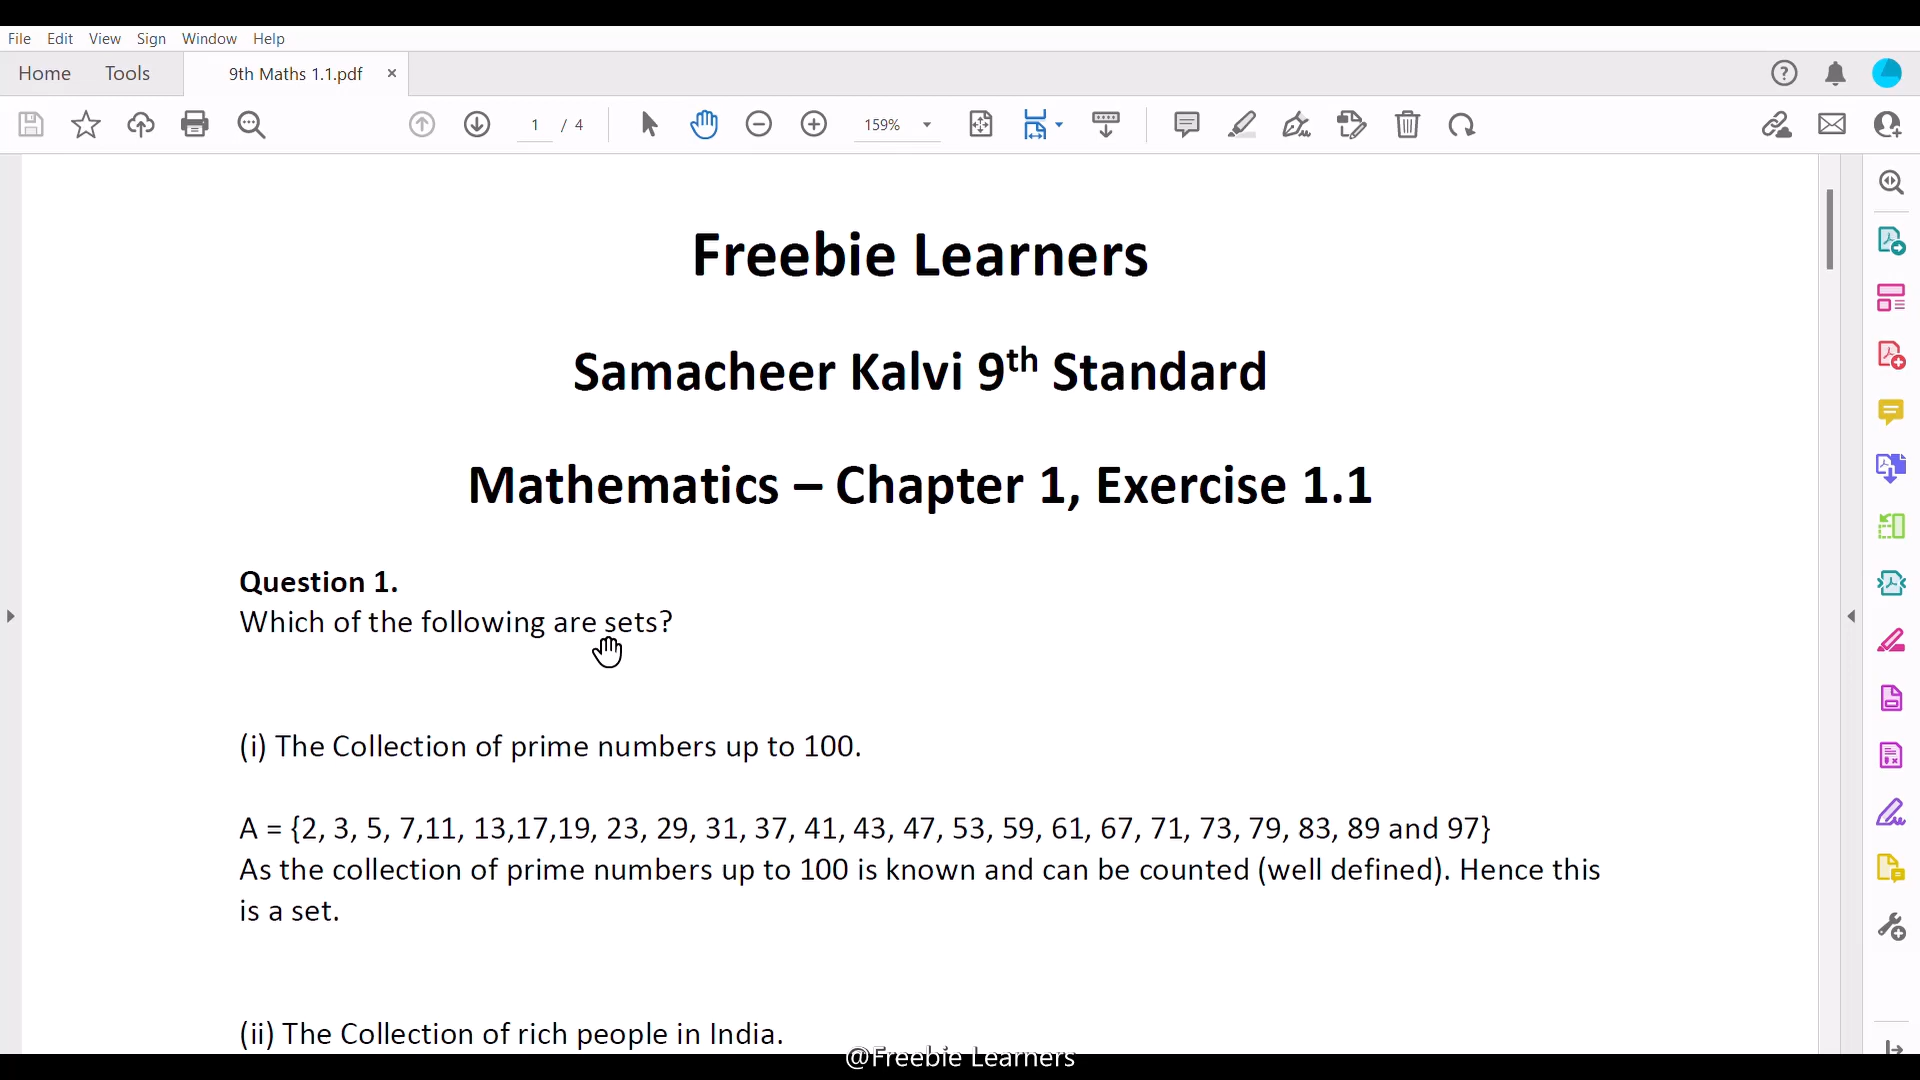 File Edit View Sign Window Help
Home Tools 9th Maths 1.1.pdf ×
1 / 4 159%
Freebie Learners
Samacheer Kalvi 9th Standard
Mathematics – Chapter 1, Exercise 1.1
Question 1.
Which of the following are sets?
(i) The Collection of prime numbers up to 100.
A = {2, 3, 5, 7,11, 13,17,19, 23, 29, 31, 37, 41, 43, 47, 53, 59, 61, 67, 71, 73, 79, 83, 89 and 97}
As the collection of prime numbers up to 100 is known and can be counted (well defined). Hence this
is a set.
(ii) The Collection of rich people in India.
@Freebie Learners